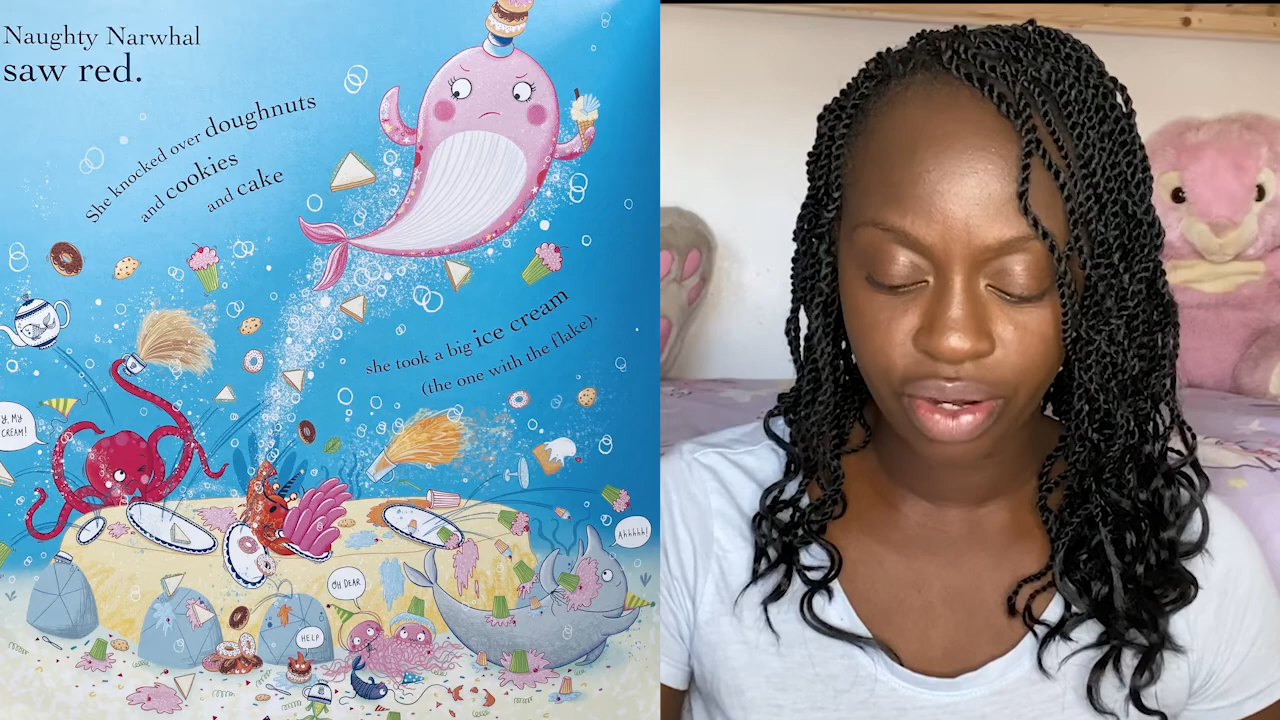 Naughty Narwhal
saw red.
She knocked over doughnuts
and cookies
and cake
she took a big ice cream
(the one with the flake).
MY
CREAM!
Ahhhhh!
OH DEAR
HELP